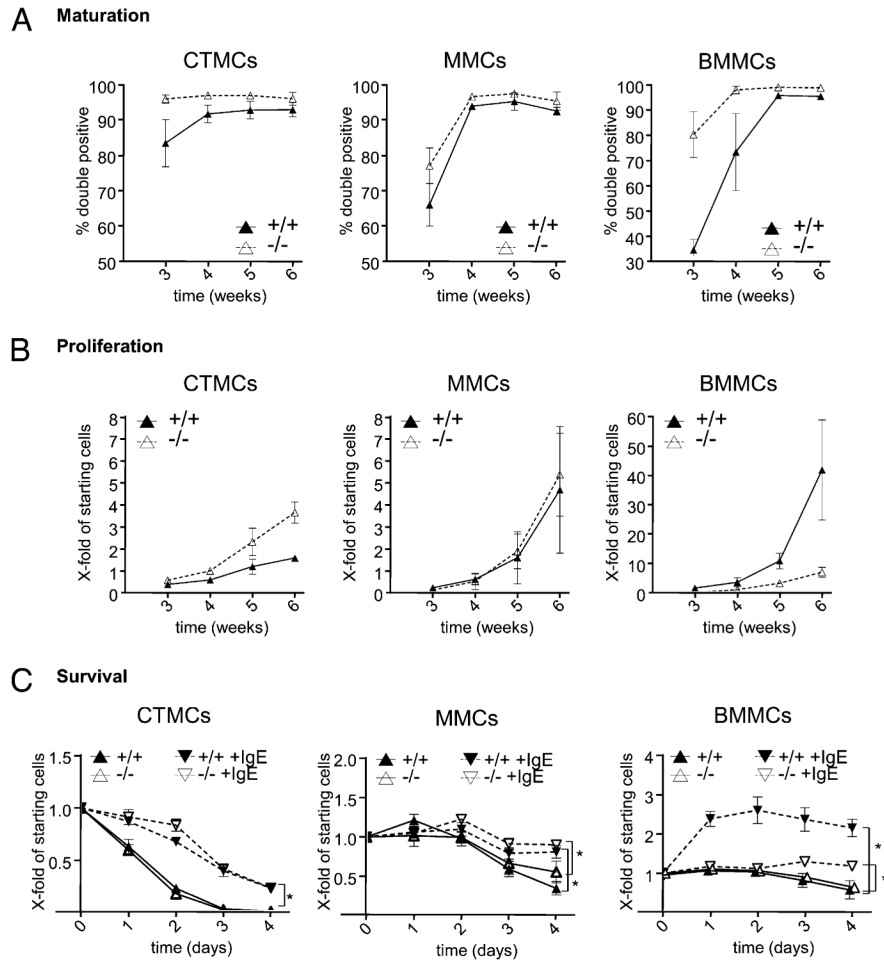 A Maturation
CTMCs MMCs BMMCs
% double positive
100
90
80
70
60
50
3 4 5 6
time (weeks)
+/+
-/-
% double positive
100
90
80
70
60
50
3 4 5 6
time (weeks)
+/+
-/-
% double positive
100
90
80
70
60
50
40
30
3 4 5 6
time (weeks)
+/+
-/-
B Proliferation
CTMCs MMCs BMMCs
X-fold of starting cells
8
7
6
5
4
3
2
1
0
3 4 5 6
time (weeks)
+/+
-/-
X-fold of starting cells
8
7
6
5
4
3
2
1
0
3 4 5 6
time (weeks)
+/+
-/-
X-fold of starting cells
60
50
40
30
20
10
0
3 4 5 6
time (weeks)
+/+
-/-
C Survival
CTMCs MMCs BMMCs
X-fold of starting cells
1.5
1.0
0.5
0 1 2 3 4
time (days)
+/+ +/+ +IgE
-/- -/- +IgE
*
X-fold of starting cells
2.0
1.5
1.0
0.5
0 1 2 3 4
time (days)
+/+ +/+ +IgE
-/- -/- +IgE
*
*
X-fold of starting cells
4
3
2
1
0 1 2 3 4
time (days)
+/+ +/+ +IgE
-/- -/- +IgE
*
*